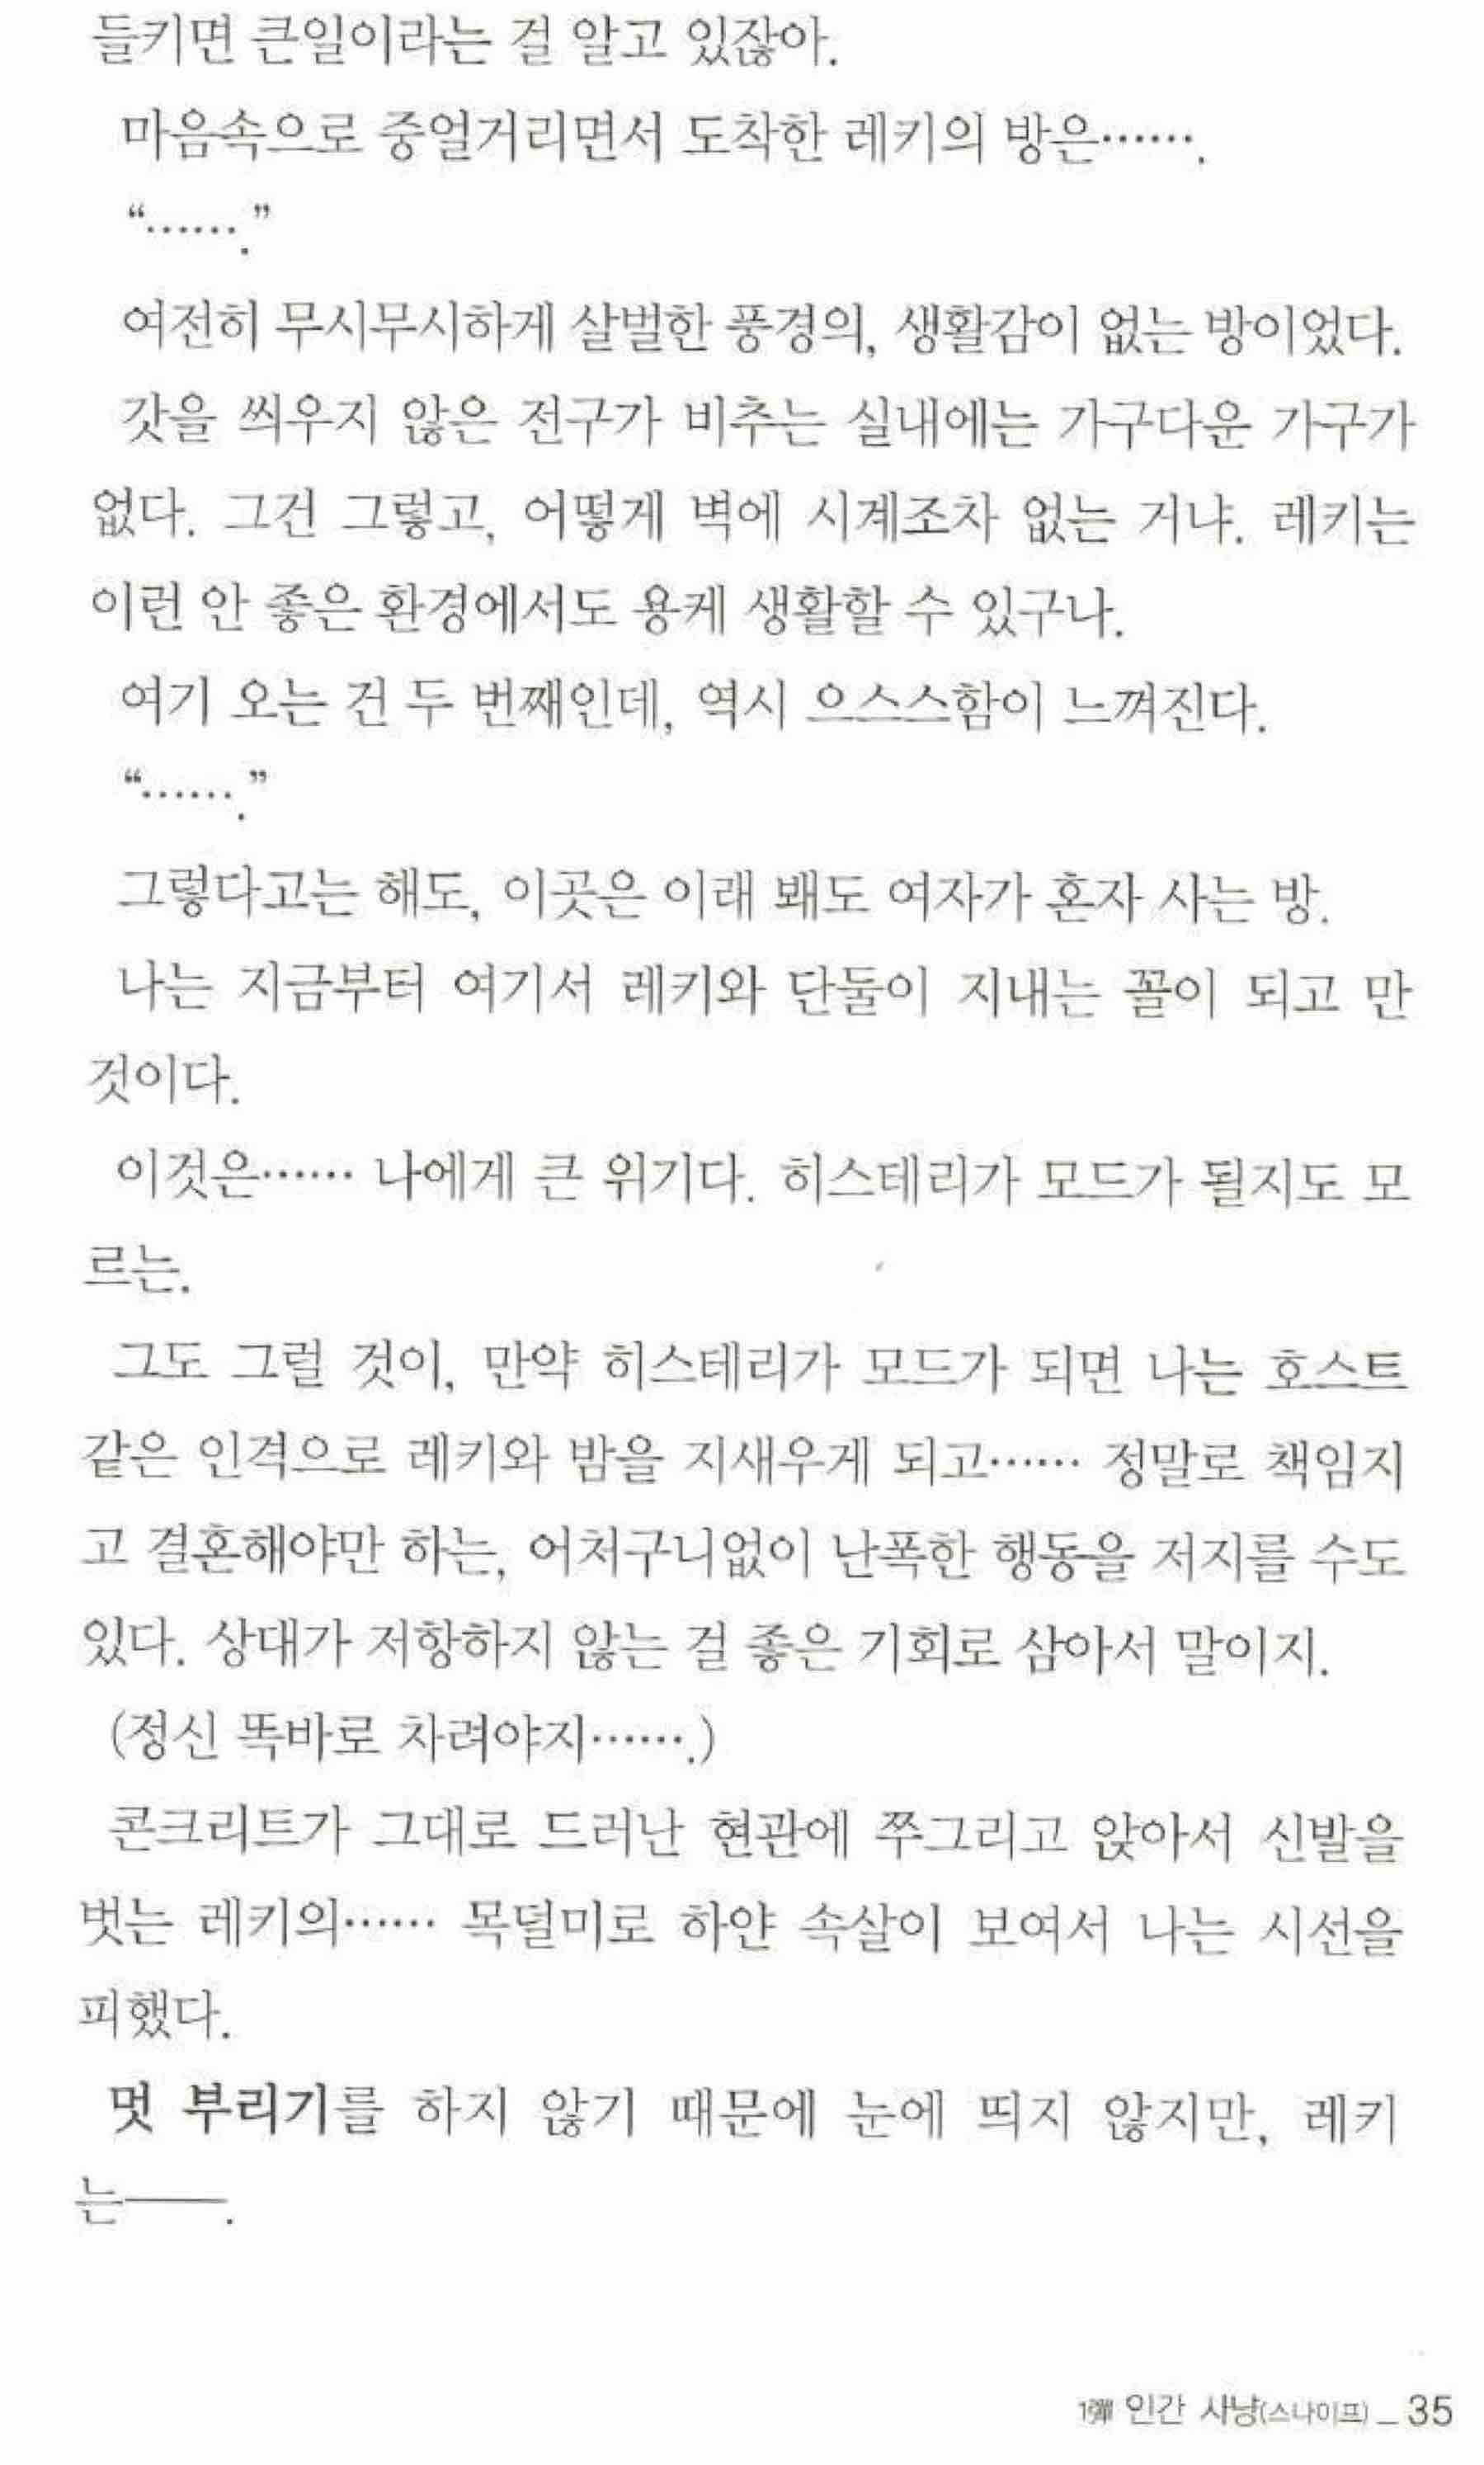 들키면 큰일이라는 걸 알고 있잖아.
마음속으로 중얼거리면서 도착한 레키의 방은…….
“…….”
여전히 무시무시하게 살벌한 풍경의, 생활감이 없는 방이었다.
갓을 씌우지 않은 전구가 비추는 실내에는 가구다운 가구가
없다. 그건 그렇고, 어떻게 벽에 시계조차 없는 거냐. 레키는
이런 안 좋은 환경에서도 용케 생활할 수 있구나.
여기 오는 건 두 번째인데, 역시 으스스함이 느껴진다.
“…….”
그렇다고는 해도, 이곳은 이래 봬도 여자가 혼자 사는 방.
나는 지금부터 여기서 레키와 단둘이 지내는 꼴이 되고 만
것이다.
이것은…… 나에게 큰 위기다. 히스테리가 모드가 될지도 모
르는.
그도 그럴 것이, 만약 히스테리가 모드가 되면 나는 호스트
같은 인격으로 레키와 밤을 지새우게 되고…… 정말로 책임지
고 결혼해야만 하는, 어처구니없이 난폭한 행동을 저지를 수도
있다. 상대가 저항하지 않는 걸 좋은 기회로 삼아서 말이지.
(정신 똑바로 차려야지…….)
콘크리트가 그대로 드러난 현관에 쭈그리고 앉아서 신발을
벗는 레키의…… 목덜미로 하얀 속살이 보여서 나는 시선을
피했다.
멋 부리기를 하지 않기 때문에 눈에 띄지 않지만, 레키
는――.
1彈 인간 사냥(스나이프) _ 35